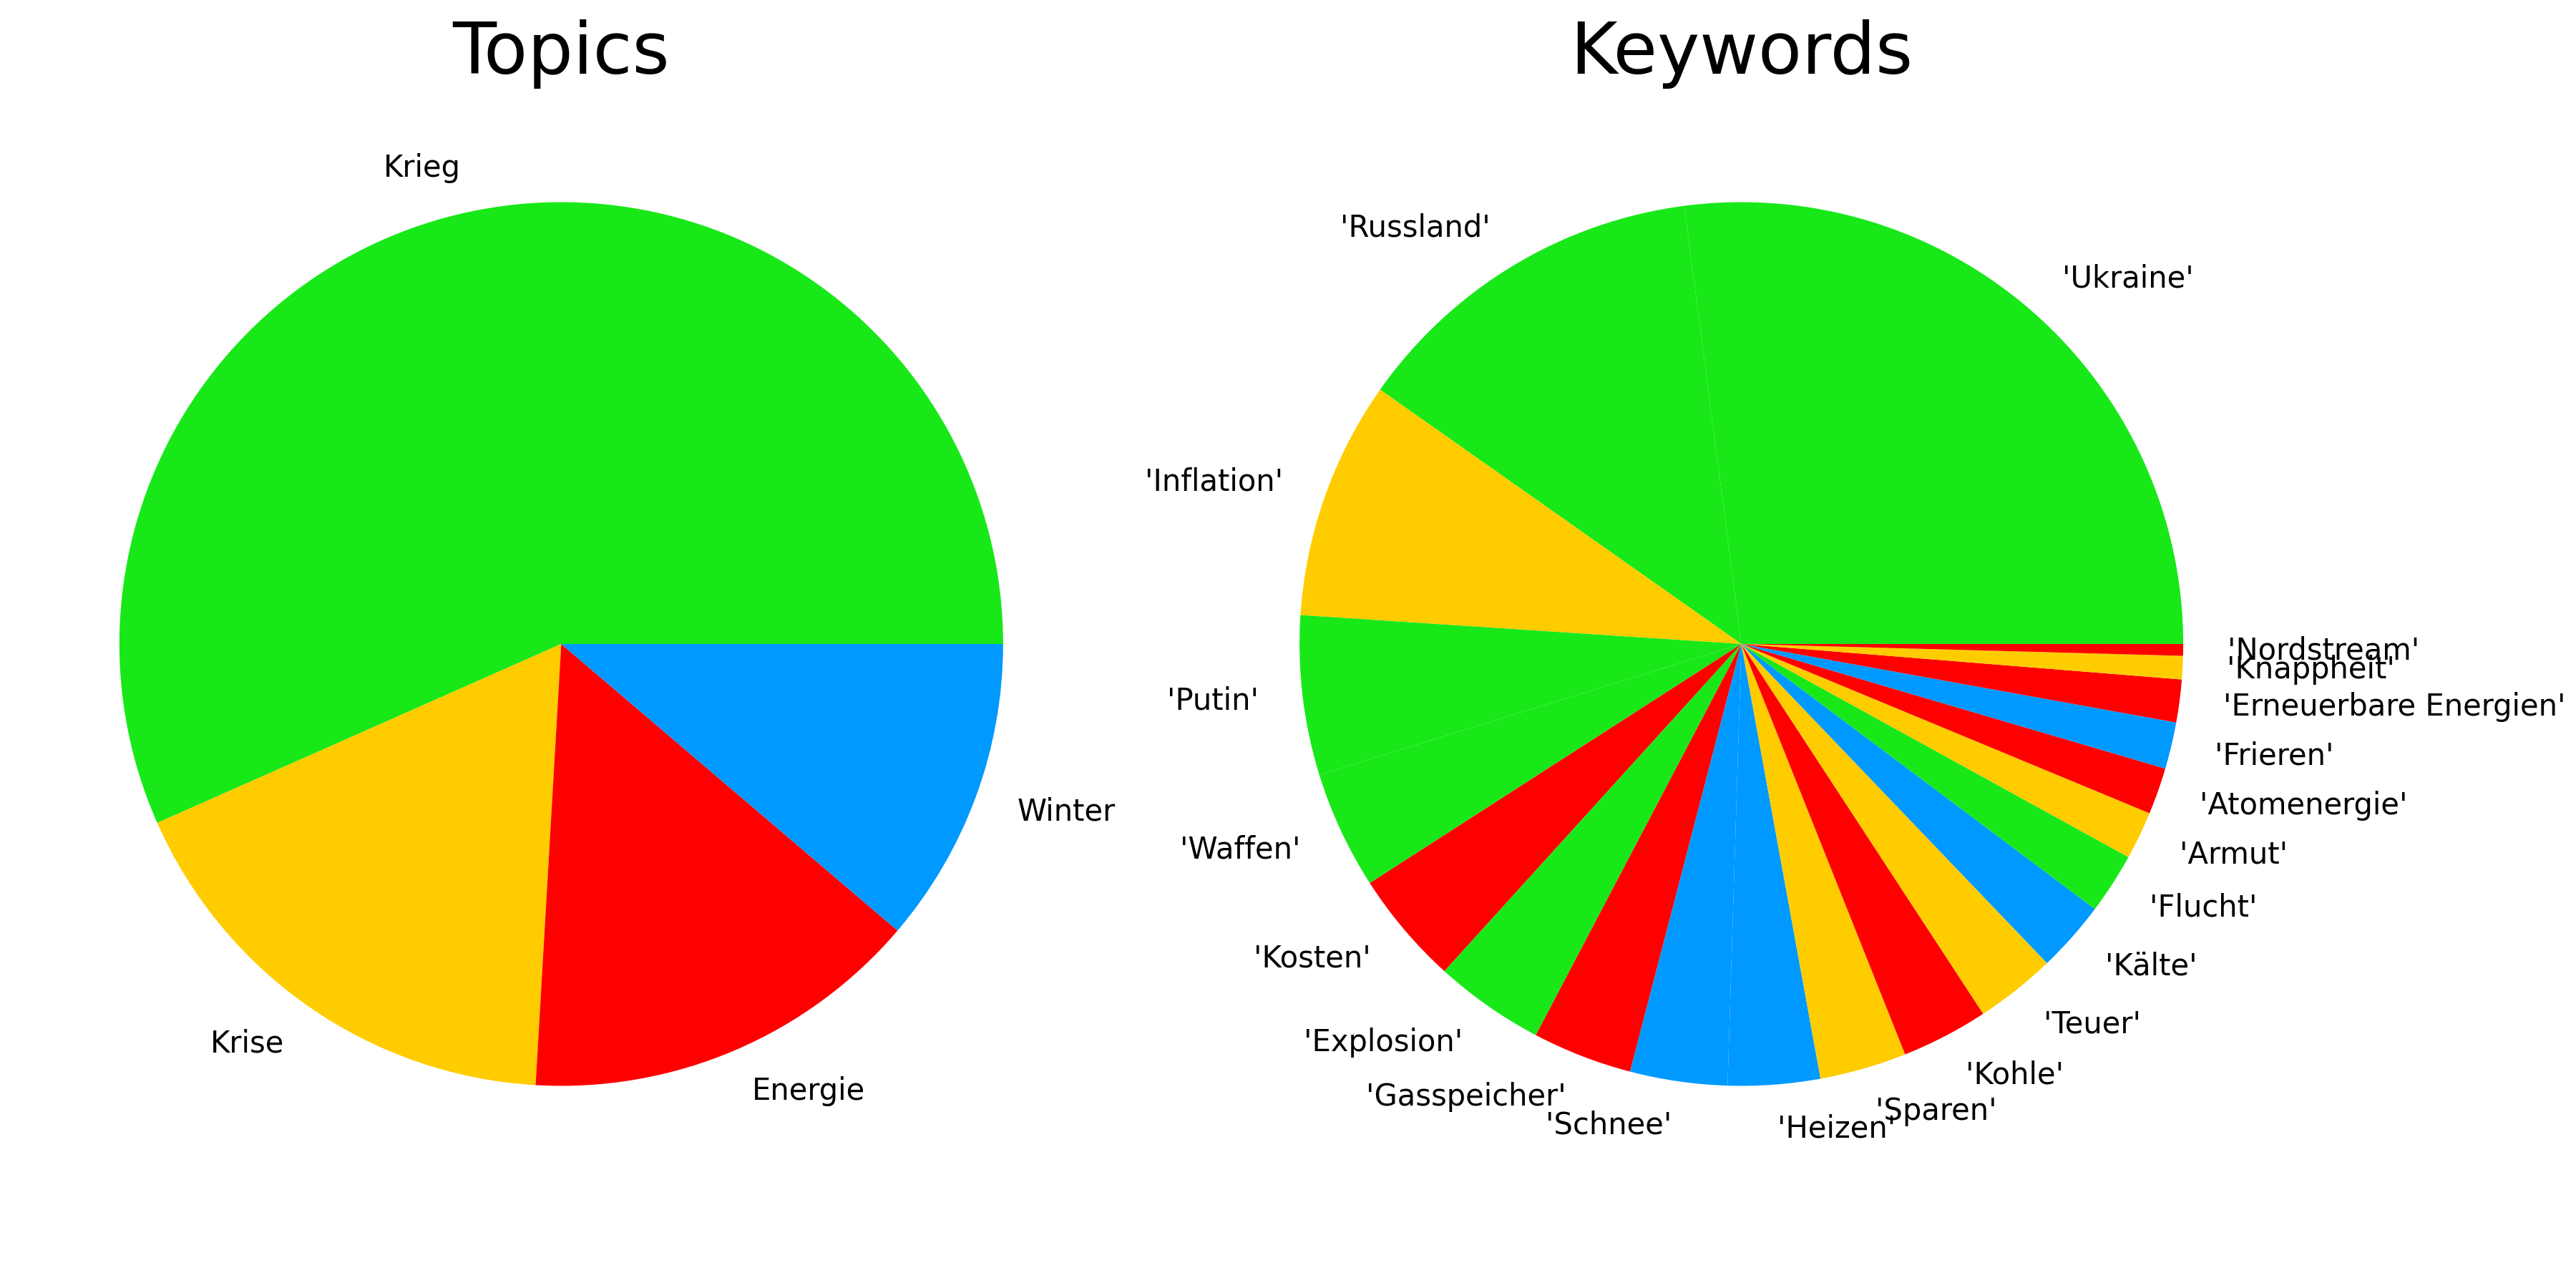 Topics
Krieg
Krise
Energie
Winter
Keywords
'Ukraine'
'Russland'
'Inflation'
'Putin'
'Waffen'
'Kosten'
'Explosion'
'Gasspeicher'
'Schnee'
'Heizen'
'Sparen'
'Kohle'
'Teuer'
'Kälte'
'Flucht'
'Armut'
'Atomenergie'
'Frieren'
'Erneuerbare Energien'
'Knappheit'
'Nordstream'